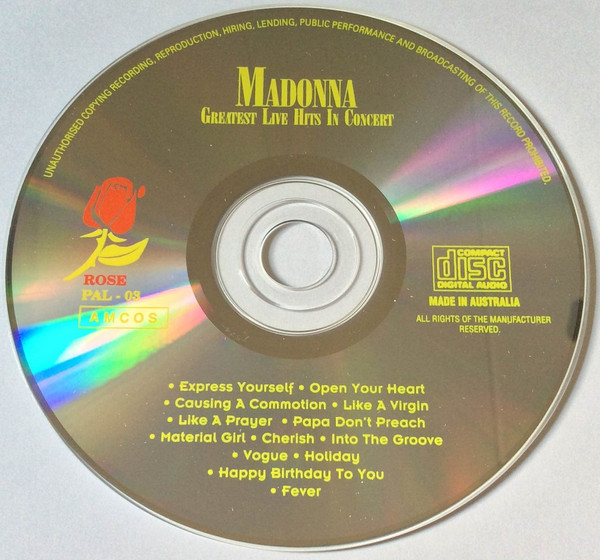 UNAUTHORISED COPYING RECORDING, REPRODUCTION, HIRING, LENDING, PUBLIC PERFORMANCE AND BROADCASTING OF THIS RECORD PROHIBITED.
MADONNA
GREATEST LIVE HITS IN CONCERT
ROSE
PAL - 03
AMCOS
COMPACT
disc
DIGITAL AUDIO
MADE IN AUSTRALIA
ALL RIGHTS OF THE MANUFACTURER
RESERVED.
• Express Yourself • Open Your Heart
• Causing A Commotion • Like A Virgin
• Like A Prayer • Papa Don't Preach
• Material Girl • Cherish • Into The Groove
• Vogue • Holiday
• Happy Birthday To You
• Fever